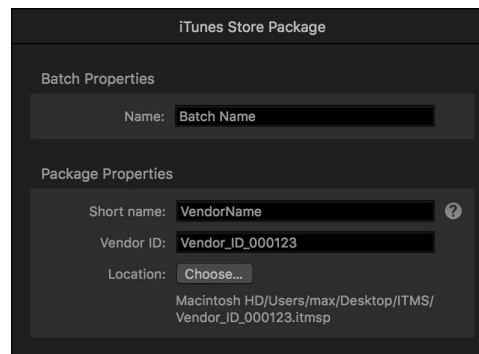 iTunes Store Package
Batch Properties
Name: Batch Name
Package Properties
Short name: VendorName ?
Vendor ID: Vendor_ID_000123
Location: Choose...
Macintosh HD/Users/max/Desktop/ITMS/
Vendor_ID_000123.itmsp